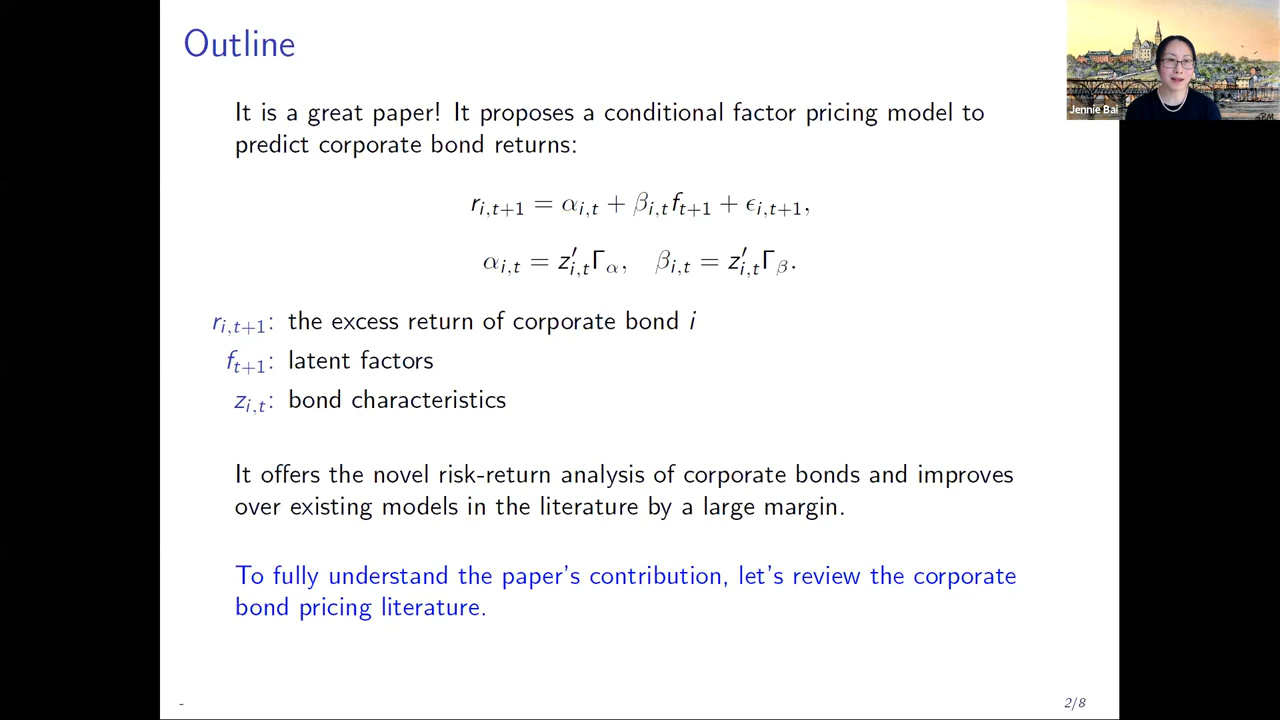 Outline
Jennie Bai
It is a great paper! It proposes a conditional factor pricing model to
predict corporate bond returns:
r_{i,t+1} = α_{i,t} + β_{i,t}f_{t+1} + ϵ_{i,t+1},
α_{i,t} = z′_{i,t}Γ_α, β_{i,t} = z′_{i,t}Γ_β.
r_{i,t+1}: the excess return of corporate bond i
f_{t+1}: latent factors
z_{i,t}: bond characteristics
It offers the novel risk-return analysis of corporate bonds and improves
over existing models in the literature by a large margin.
To fully understand the paper's contribution, let's review the corporate
bond pricing literature.
-
2/8